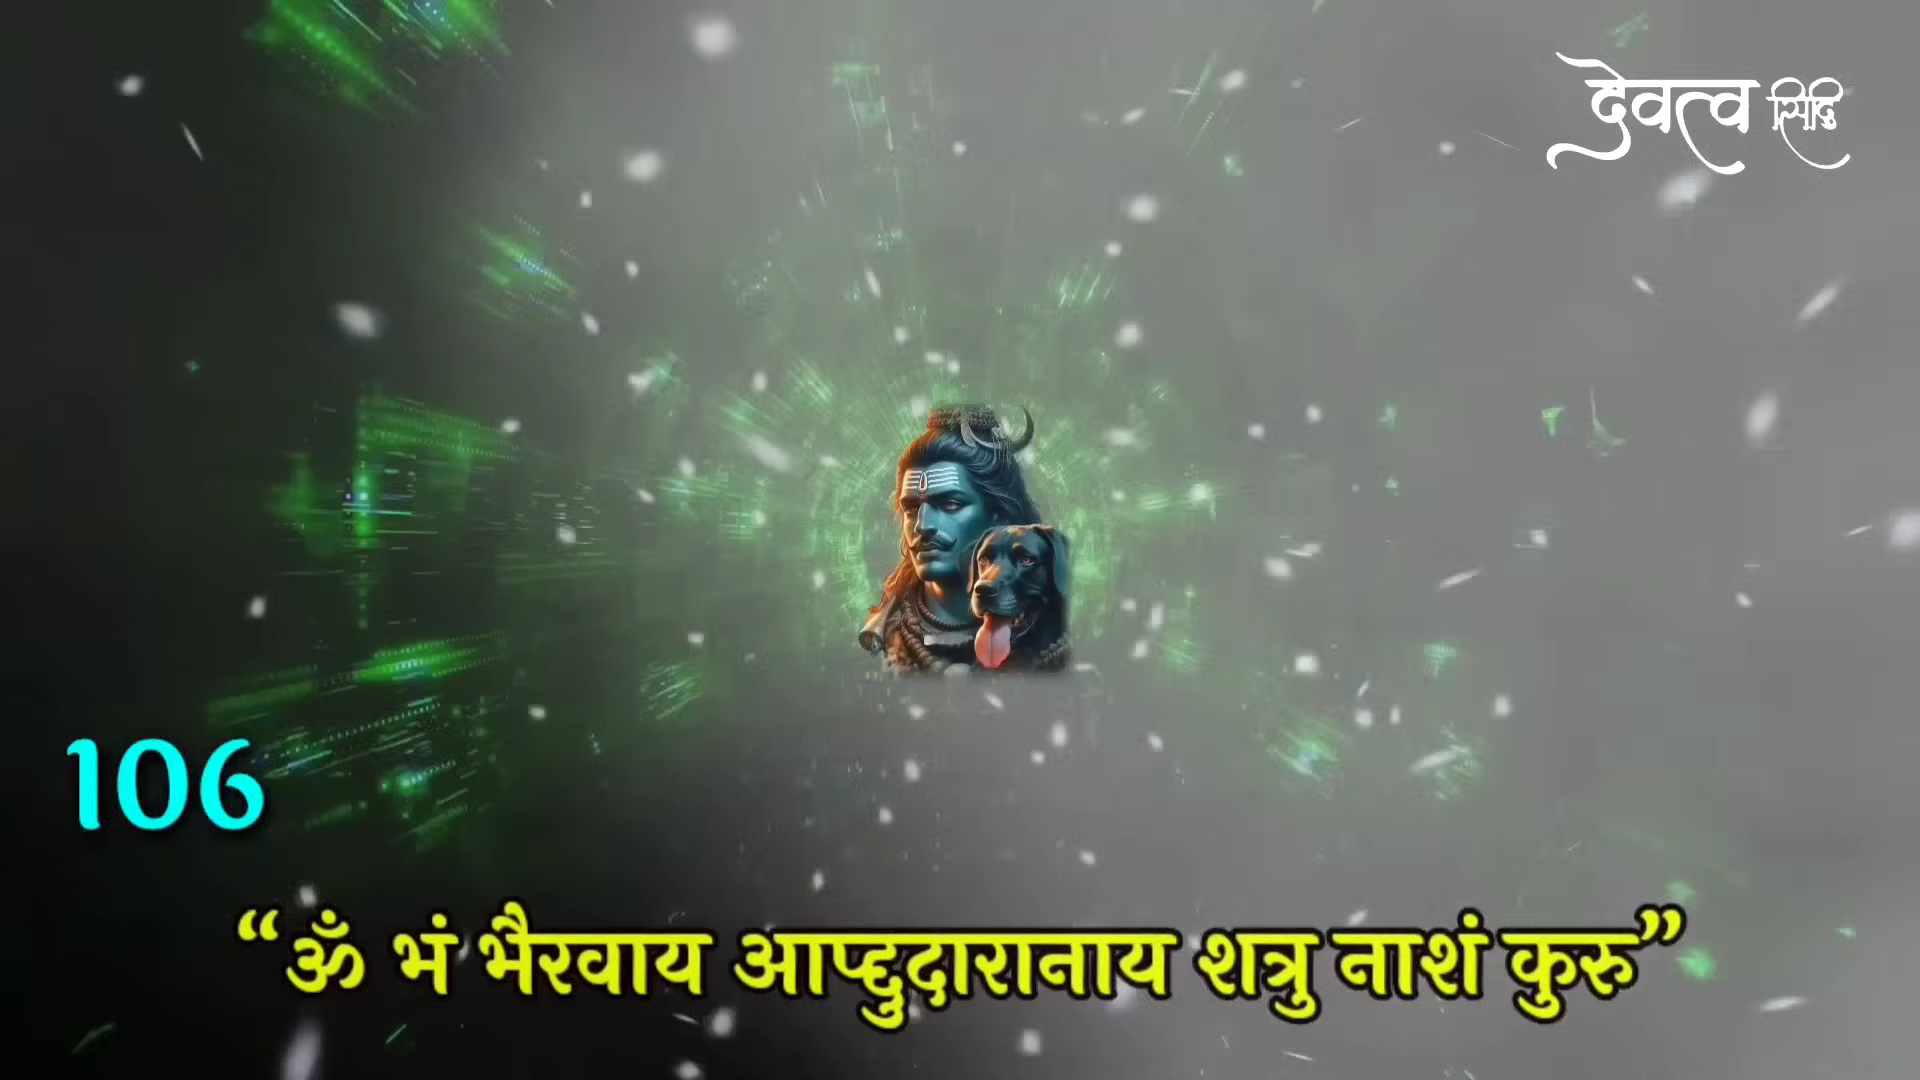 देवत्व सिद्धि
106
“ॐ भं भैरवाय आप्द्दुदारानाय शत्रु नाशं कुरु”